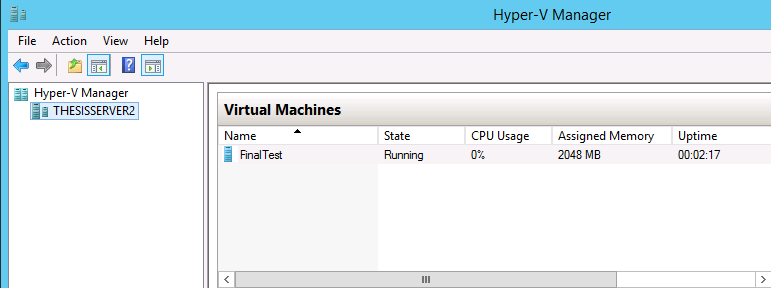 Hyper-V Manager
File Action View Help
Hyper-V Manager
THESISSERVER2
Virtual Machines
Name State CPU Usage Assigned Memory Uptime
FinalTest Running 0% 2048 MB 00:02:17